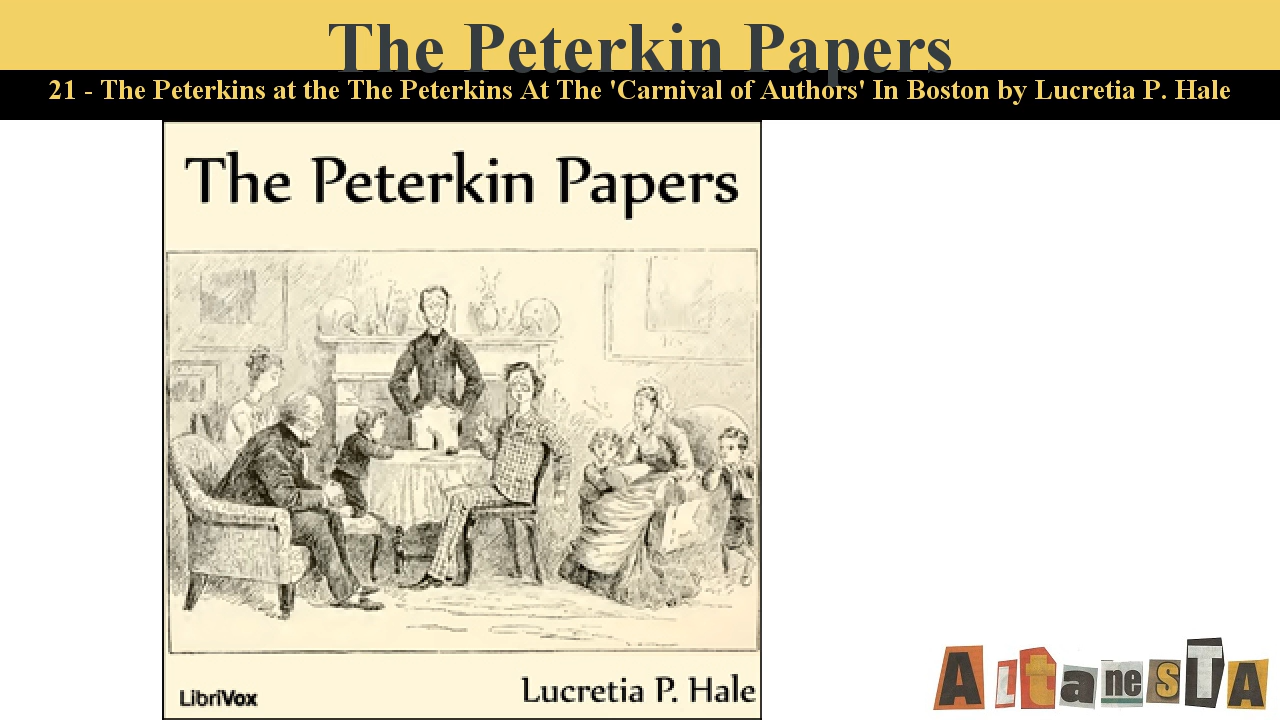 The Peterkin Papers
21 - The Peterkins at the The Peterkins At The 'Carnival of Authors' In Boston by Lucretia P. Hale
The Peterkin Papers
LibriVox
Lucretia P. Hale
AltanesTA